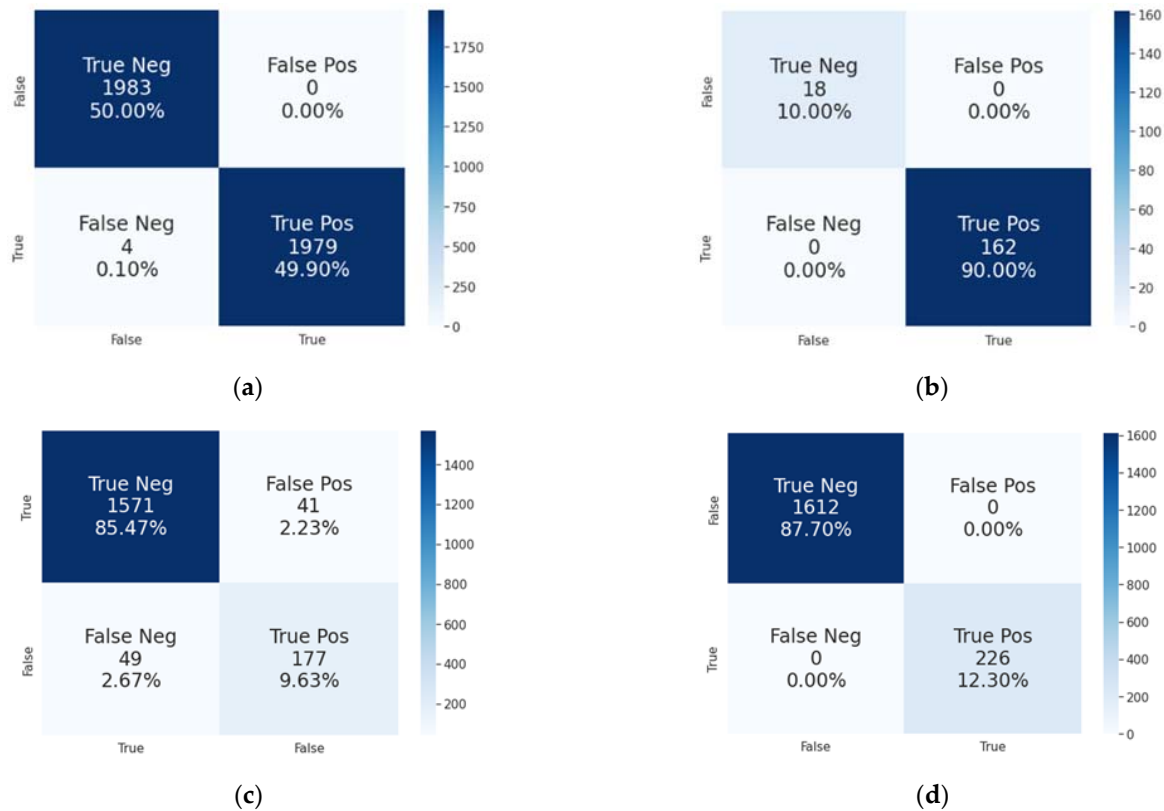 False
True Neg
1983
50.00%
False Pos
0
0.00%
True
False Neg
4
0.10%
True Pos
1979
49.90%
False
True
1750
1500
1250
1000
750
500
250
0
(a)
False
True Neg
18
10.00%
False Pos
0
0.00%
True
False Neg
0
0.00%
True Pos
162
90.00%
False
True
160
140
120
100
80
60
40
20
0
(b)
True
True Neg
1571
85.47%
False Pos
41
2.23%
False
False Neg
49
2.67%
True Pos
177
9.63%
True
False
1400
1200
1000
800
600
400
200
(c)
False
True Neg
1612
87.70%
False Pos
0
0.00%
True
False Neg
0
0.00%
True Pos
226
12.30%
False
True
1600
1400
1200
1000
800
600
400
200
0
(d)